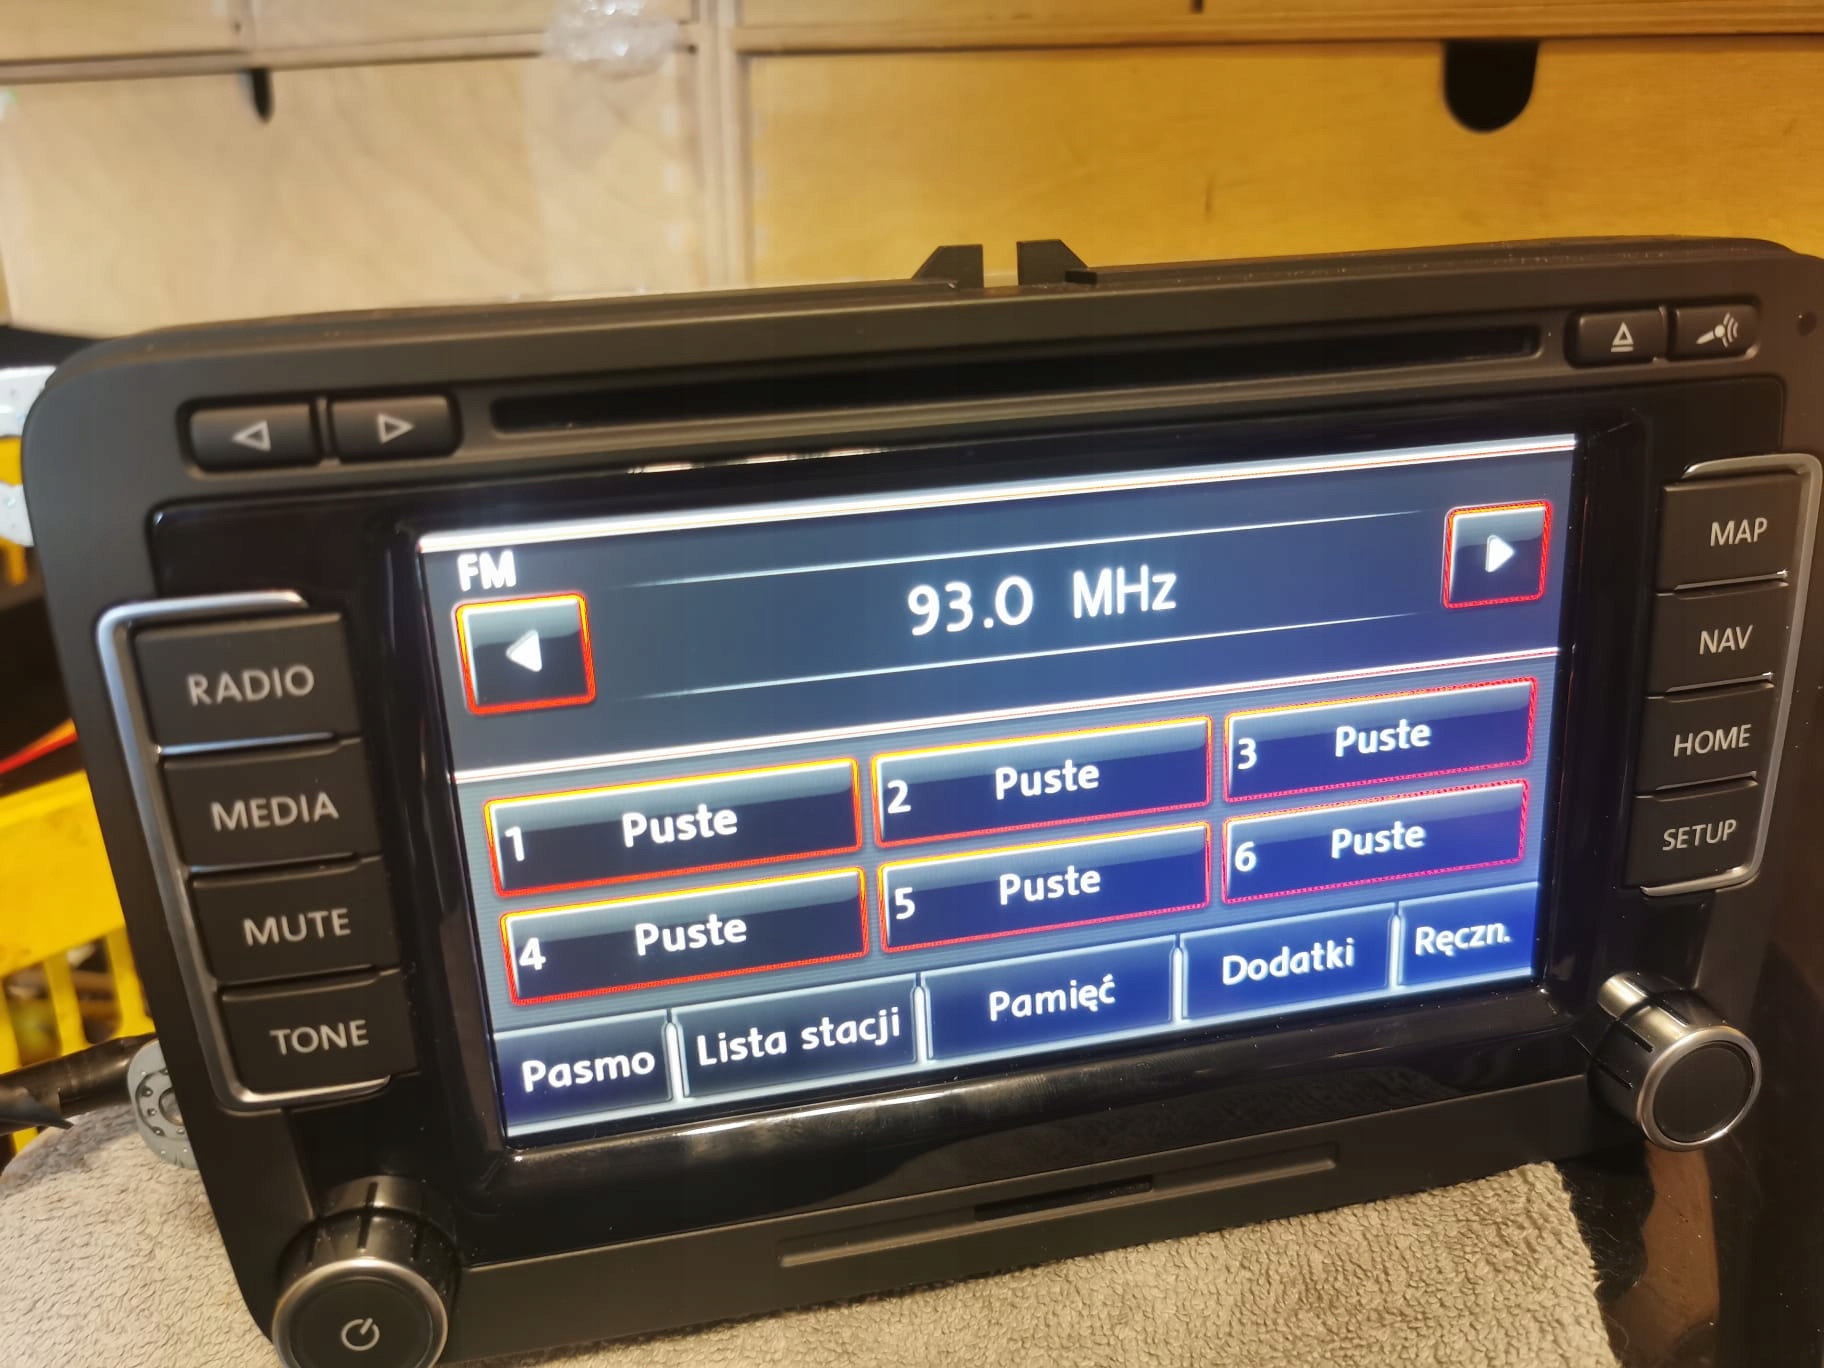 FM
93.0 MHz
1 Puste
2 Puste
3 Puste
4 Puste
5 Puste
6 Puste
Pasmo
Lista stacji
Pamięć
Dodatki
Ręczn.
RADIO
MEDIA
MUTE
TONE
MAP
NAV
HOME
SETUP